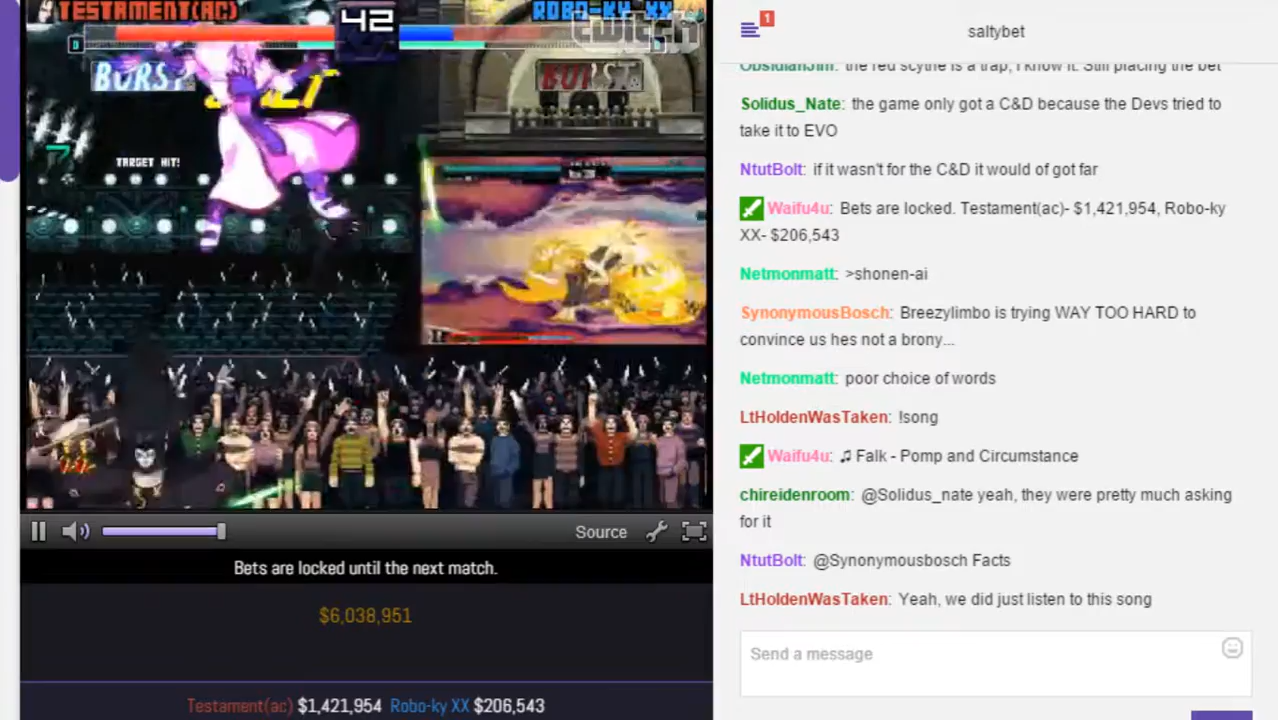 TESTAMENT(AC)
42
ROBO-KY XX
twitch
BURST
BURST
TARGET HIT!
Source
Bets are locked until the next match.
$6,038,951
Testament(ac) $1,421,954 Robo-ky XX $206,543
1
saltybet
ObsidianJim: the red scythe is a trap, I know it. Still placing the bet
Solidus_Nate: the game only got a C&D because the Devs tried to
take it to EVO
NtutBolt: if it wasn't for the C&D it would of got far
Waifu4u: Bets are locked. Testament(ac)- $1,421,954, Robo-ky
XX- $206,543
Netmonmatt: >shonen-ai
SynonymousBosch: Breezylimbo is trying WAY TOO HARD to
convince us hes not a brony...
Netmonmatt: poor choice of words
LtHoldenWasTaken: !song
Waifu4u: ♫ Falk - Pomp and Circumstance
chireidenroom: @Solidus_nate yeah, they were pretty much asking
for it
NtutBolt: @Synonymousbosch Facts
LtHoldenWasTaken: Yeah, we did just listen to this song
Send a message